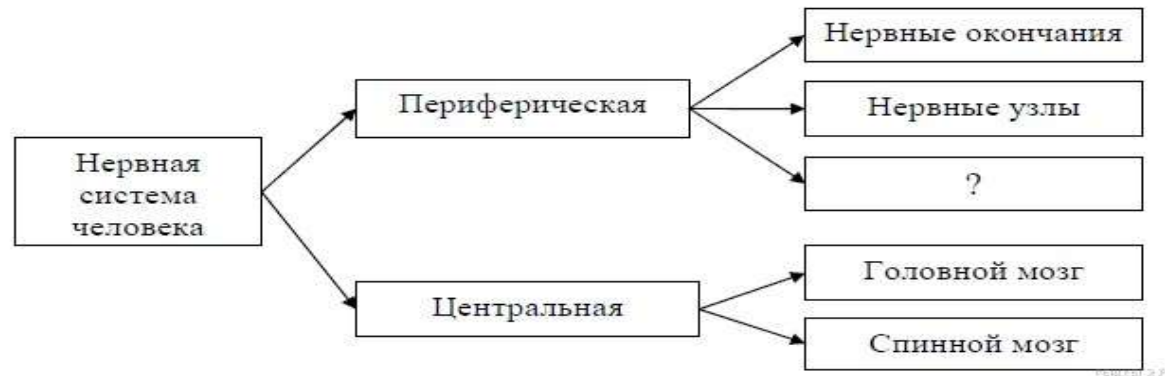 Нервные окончания
Периферическая
Нервные узлы
Нервная
система
человека
?
Головной мозг
Центральная
Спинной мозг